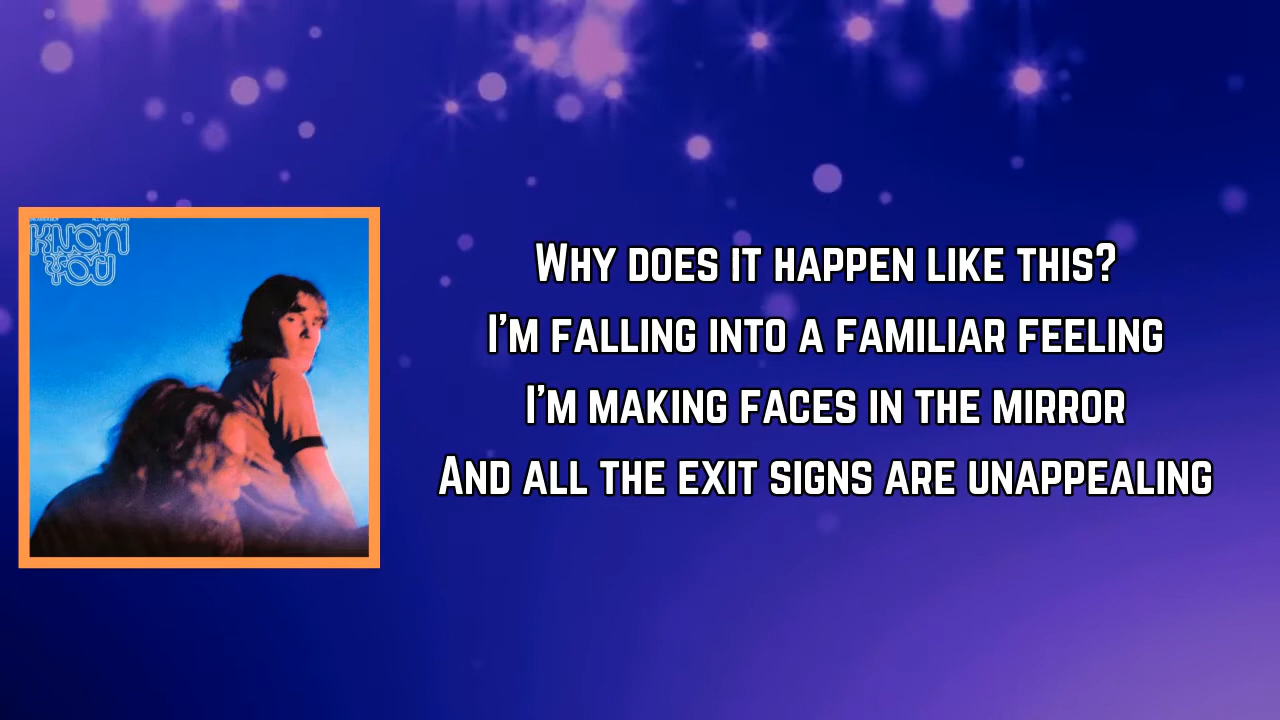 KNOW
&YOU
Why does it happen like this?
I'm falling into a familiar feeling
I'm making faces in the mirror
And all the exit signs are unappealing